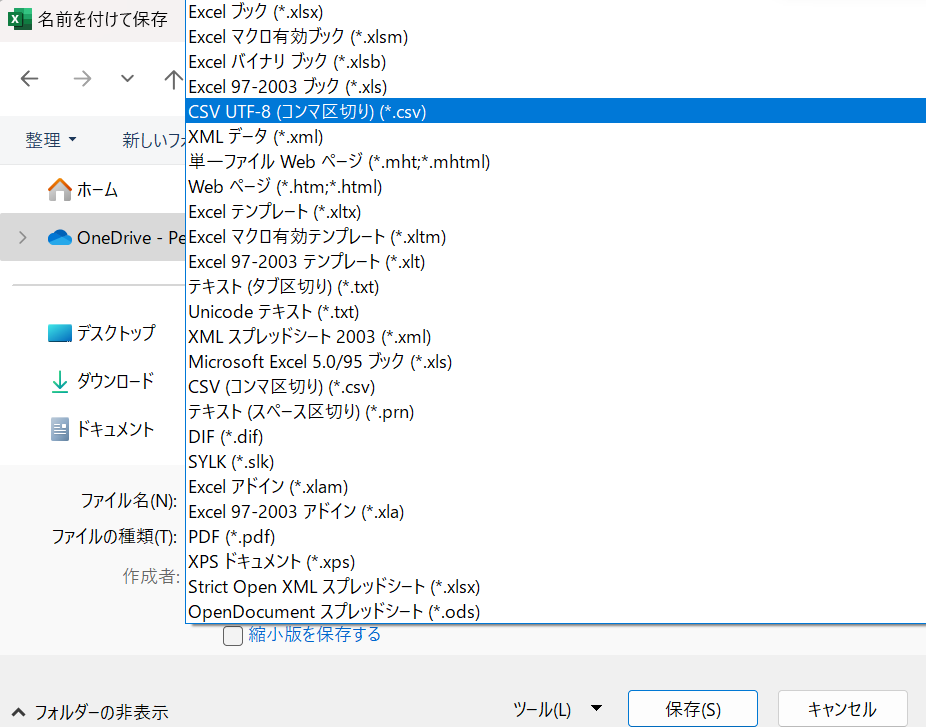 名前を付けて保存
整理
新しいフォ
ホーム
OneDrive - Pe
デスクトップ
ダウンロード
ドキュメント
Excel ブック (*.xlsx)
Excel マクロ有効ブック (*.xlsm)
Excel バイナリ ブック (*.xlsb)
Excel 97-2003 ブック (*.xls)
CSV UTF-8 (コンマ区切り) (*.csv)
XML データ (*.xml)
単一ファイル Web ページ (*.mht;*.mhtml)
Web ページ (*.htm;*.html)
Excel テンプレート (*.xltx)
Excel マクロ有効テンプレート (*.xltm)
Excel 97-2003 テンプレート (*.xlt)
テキスト (タブ区切り) (*.txt)
Unicode テキスト (*.txt)
XML スプレッドシート 2003 (*.xml)
Microsoft Excel 5.0/95 ブック (*.xls)
CSV (コンマ区切り) (*.csv)
テキスト (スペース区切り) (*.prn)
DIF (*.dif)
SYLK (*.slk)
Excel アドイン (*.xlam)
Excel 97-2003 アドイン (*.xla)
PDF (*.pdf)
XPS ドキュメント (*.xps)
Strict Open XML スプレッドシート (*.xlsx)
OpenDocument スプレッドシート (*.ods)
ファイル名(N):
ファイルの種類(T):
作成者:
縮小版を保存する
フォルダーの非表示
ツール(L)
保存(S)
キャンセル